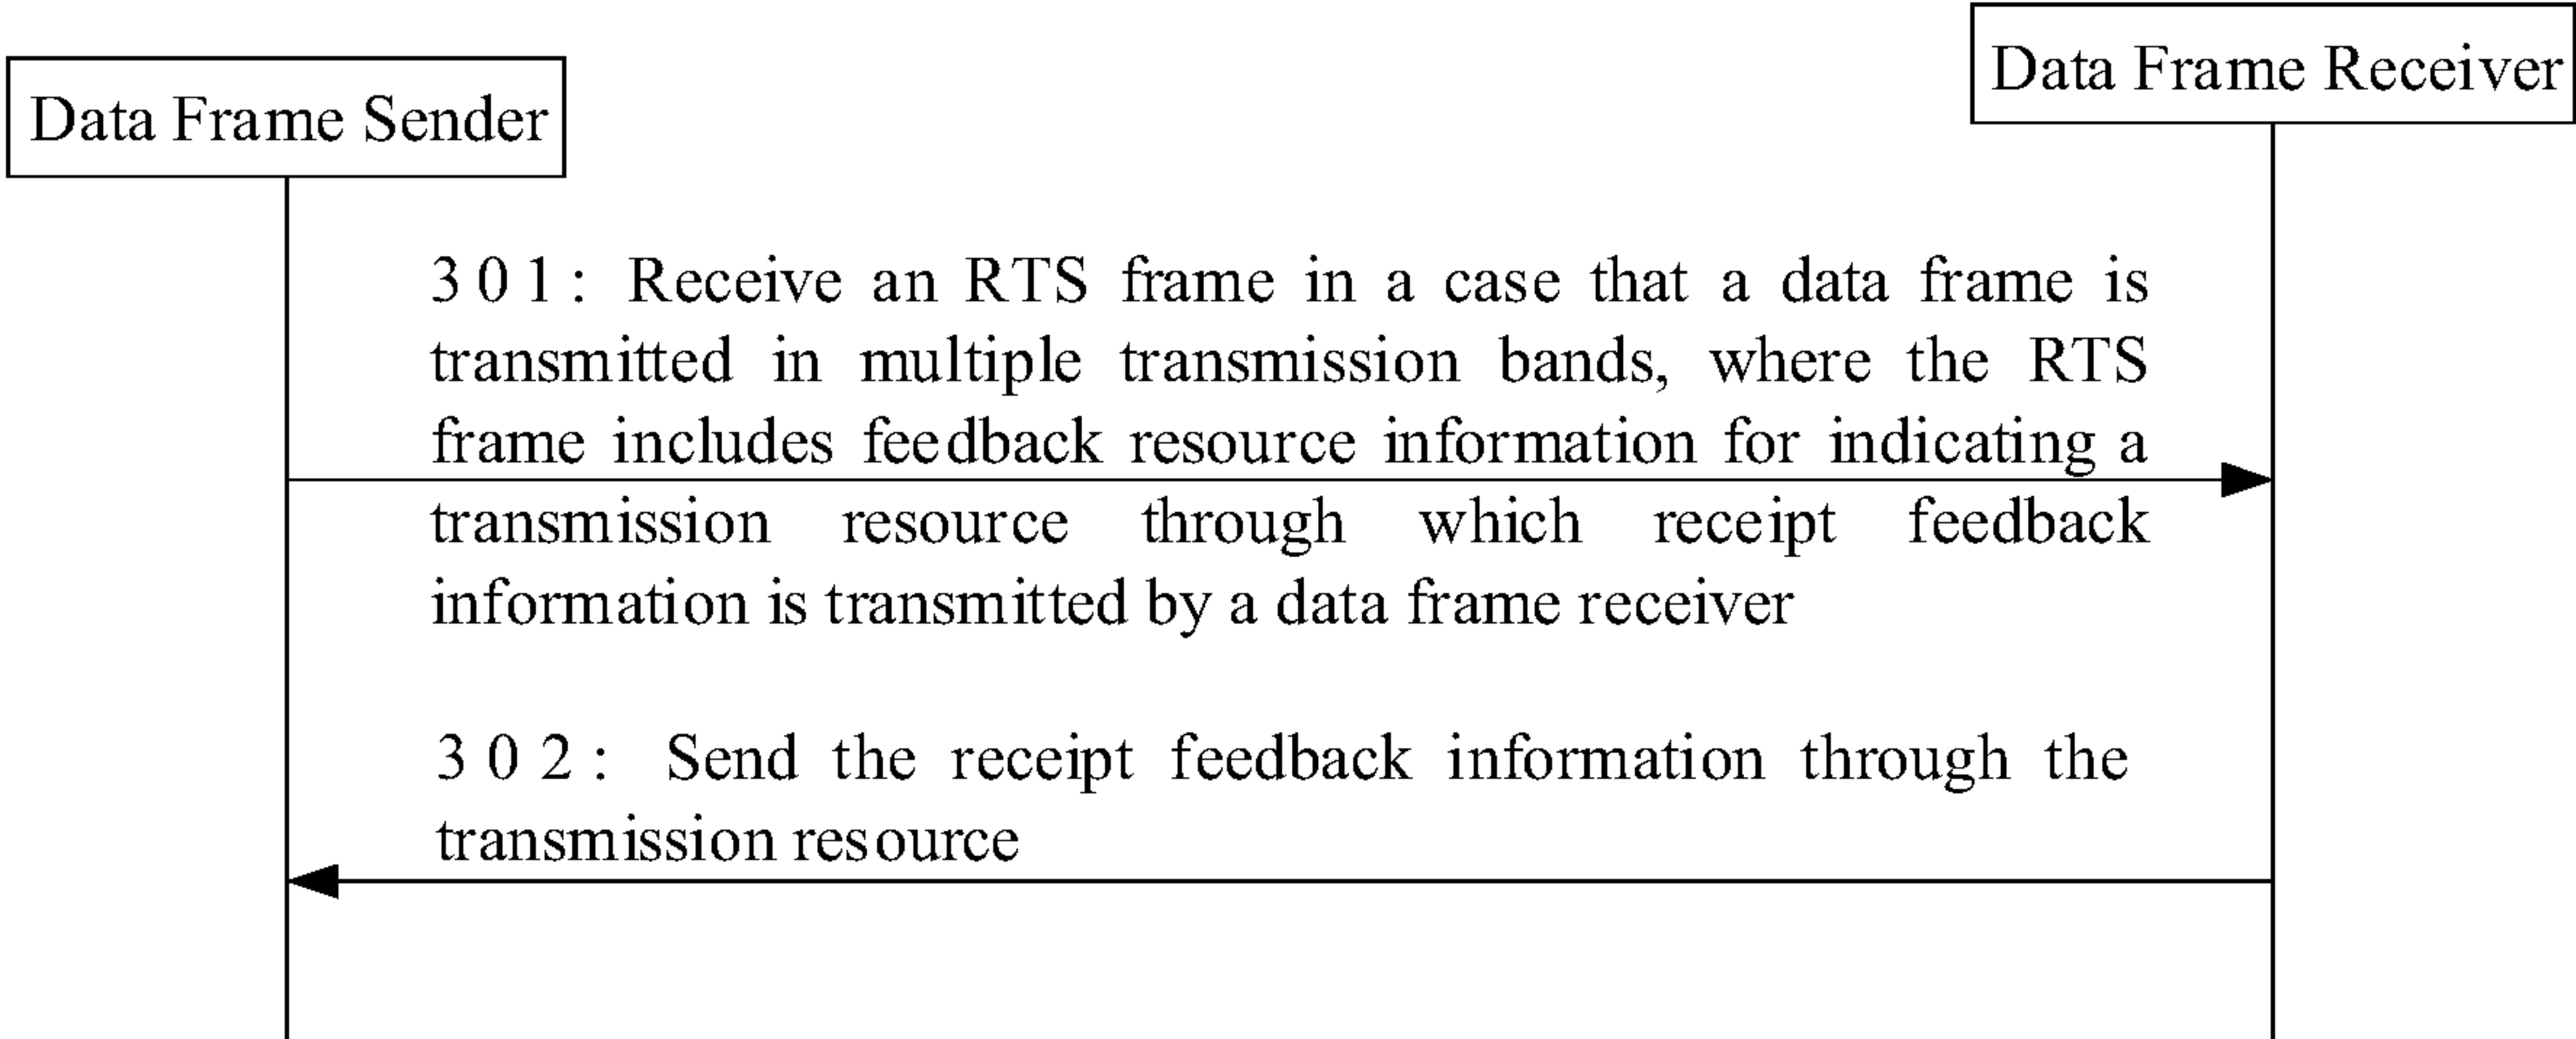 Data Frame Sender
Data Frame Receiver
301: Receive an RTS frame in a case that a data frame is
transmitted in multiple transmission bands, where the RTS
frame includes feedback resource information for indicating a
transmission resource through which receipt feedback
information is transmitted by a data frame receiver
302: Send the receipt feedback information through the
transmission resource